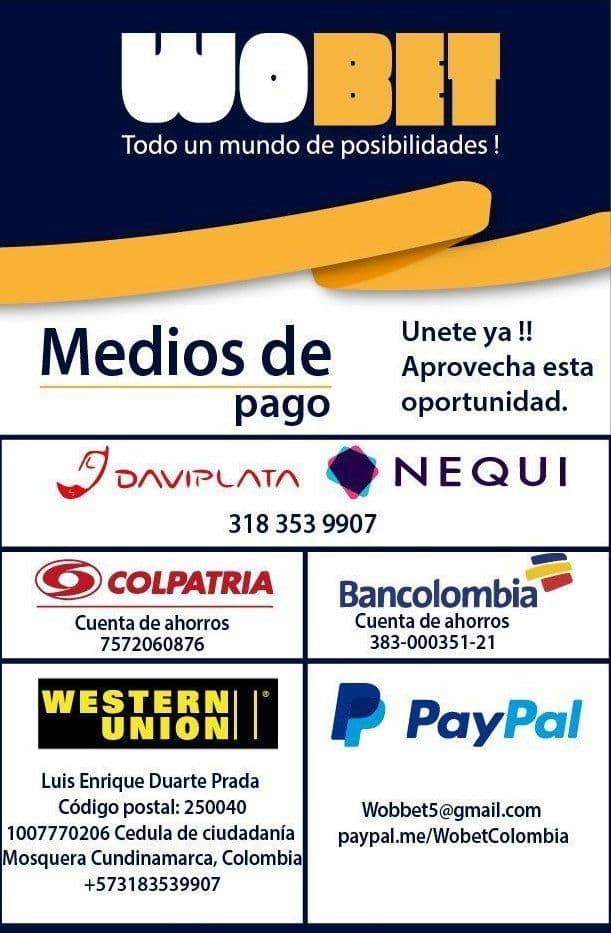 WOBET
Todo un mundo de posibilidades !
Medios de
pago
Unete ya !!
Aprovecha esta
oportunidad.
DAVIPLATA
NEQUI
318 353 9907
COLPATRIA
Cuenta de ahorros
7572060876
Bancolombia
Cuenta de ahorros
383-000351-21
WESTERN
UNION
Luis Enrique Duarte Prada
Código postal: 250040
1007770206 Cedula de ciudadanía
Mosquera Cundinamarca, Colombia
+573183539907
PayPal
Wobbet5@gmail.com
paypal.me/WobetColombia